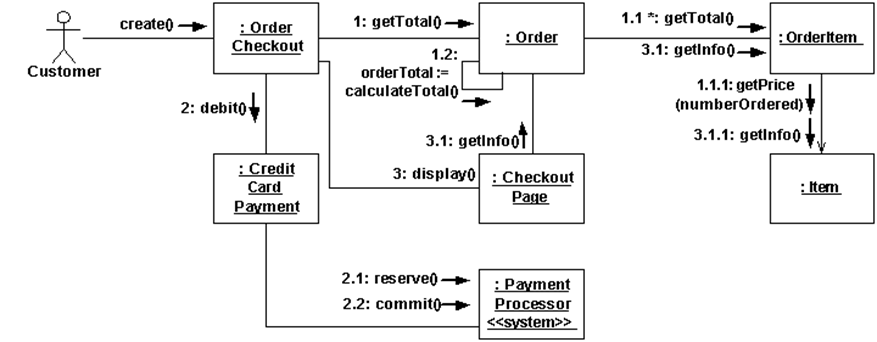 create()
Customer
: Order
Checkout
1: getTotal()
1.2:
orderTotal :=
calculateTotal()
: Order
1.1 *: getTotal()
3.1: getInfo()
: OrderItem
1.1.1: getPrice
(numberOrdered)
3.1.1: getInfo()
2: debit()
3.1: getInfo()
: Credit
Card
Payment
3: display()
: Checkout
Page
: Item
2.1: reserve()
2.2: commit()
: Payment
Processor
<<system>>